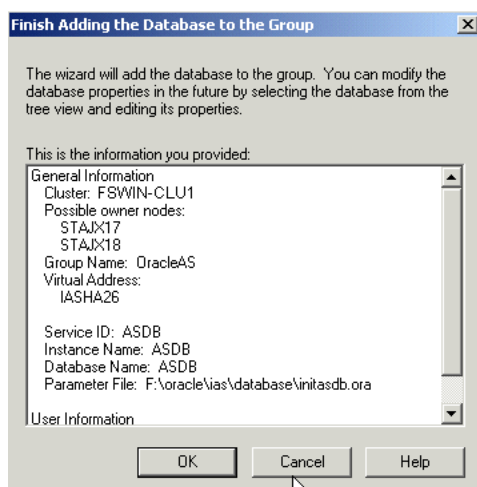 Finish Adding the Database to the Group
The wizard will add the database to the group. You can modify the
database properties in the future by selecting the database from the
tree view and editing its properties.
This is the information you provided:
General Information
Cluster: FSWIN-CLU1
Possible owner nodes:
STAJX17
STAJX18
Group Name: OracleAS
Virtual Address:
IASHA26
Service ID: ASDB
Instance Name: ASDB
Database Name: ASDB
Parameter File: F:\oracle\ias\database\initasdb.ora
User Information
OK Cancel Help